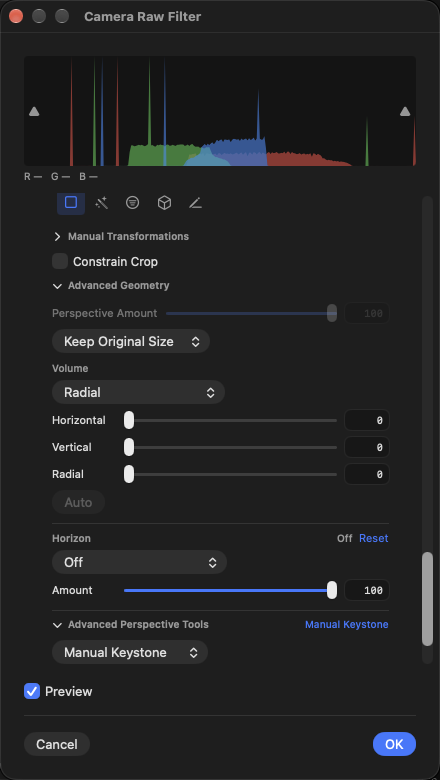 Camera Raw Filter
R — G — B —
Manual Transformations
Constrain Crop
Advanced Geometry
Perspective Amount 100
Keep Original Size
Volume
Radial
Horizontal 0
Vertical 0
Radial 0
Auto
Horizon Off Reset
Off
Amount 100
Advanced Perspective Tools Manual Keystone
Manual Keystone
Preview
Cancel OK